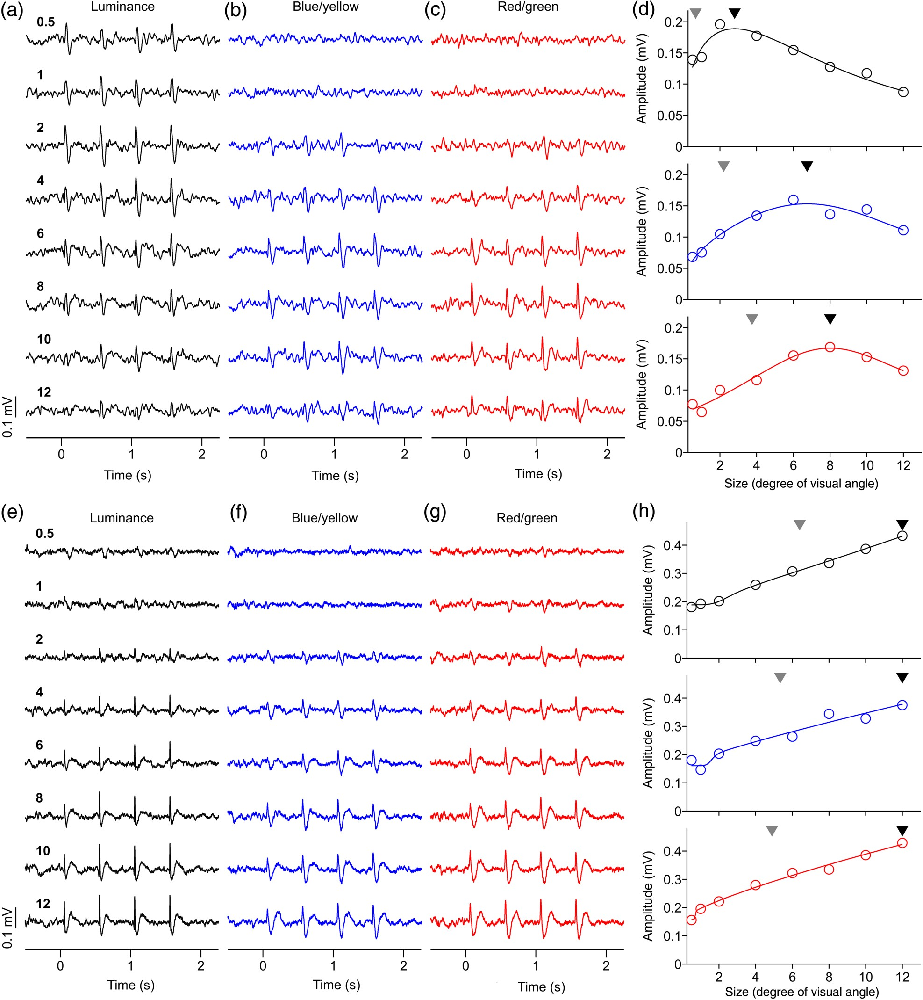 (a) Luminance (b) Blue/yellow (c) Red/green (d)
0.5
1
2
4
6
8
10
12
0.1 mV
0 1 2
Time (s)
0 1 2
Time (s)
0 1 2
Time (s)
Amplitude (mV)
0.2
0.15
0.1
0.05
0
Amplitude (mV)
0.2
0.15
0.1
0.05
0
Amplitude (mV)
0.2
0.15
0.1
0.05
0
2 4 6 8 10 12
Size (degree of visual angle)
(e) Luminance (f) Blue/yellow (g) Red/green (h)
0.5
1
2
4
6
8
10
12
0.1 mV
0 1 2
Time (s)
0 1 2
Time (s)
0 1 2
Time (s)
Amplitude (mV)
0.4
0.3
0.2
0.1
0
Amplitude (mV)
0.4
0.3
0.2
0.1
0
Amplitude (mV)
0.4
0.3
0.2
0.1
0
2 4 6 8 10 12
Size (degree of visual angle)